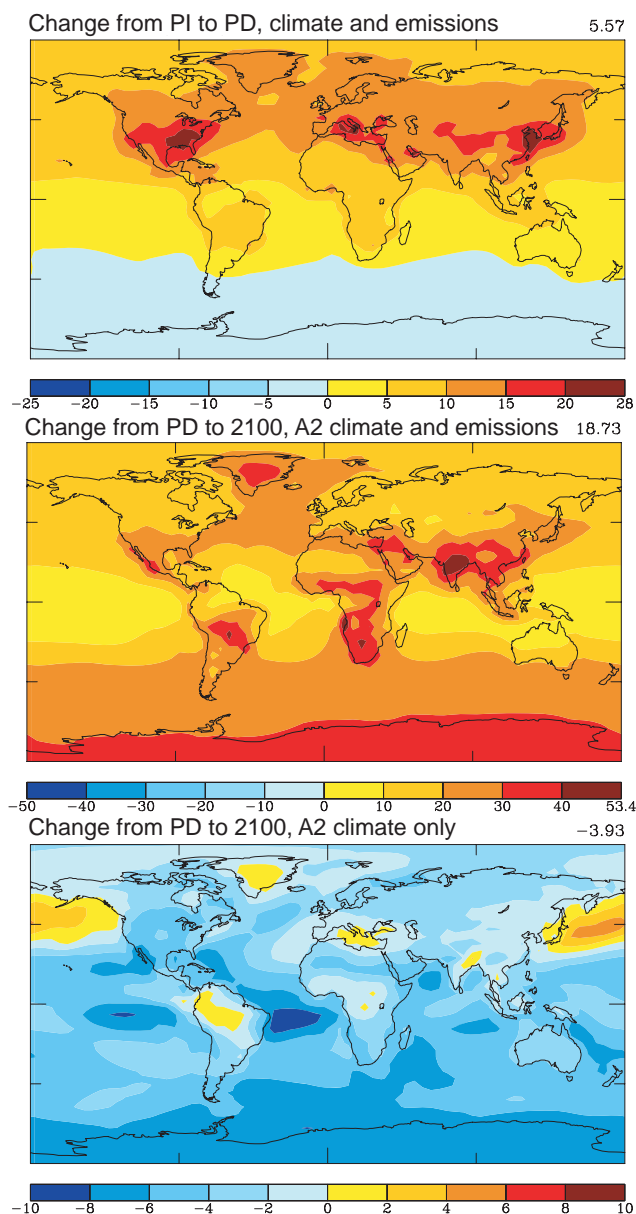 Change from PI to PD, climate and emissions 5.57
−25 −20 −15 −10 −5 0 5 10 15 20 28
Change from PD to 2100, A2 climate and emissions 18.73
−50 −40 −30 −20 −10 0 10 20 30 40 53.4
Change from PD to 2100, A2 climate only −3.93
−10 −8 −6 −4 −2 0 2 4 6 8 10